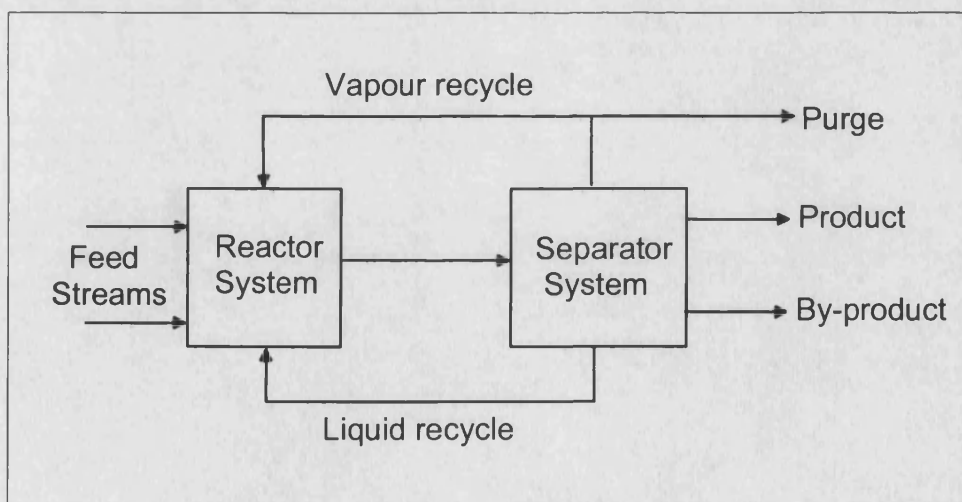 Vapour recycle
Purge
Feed
Streams
Reactor
System
Separator
System
Product
By-product
Liquid recycle